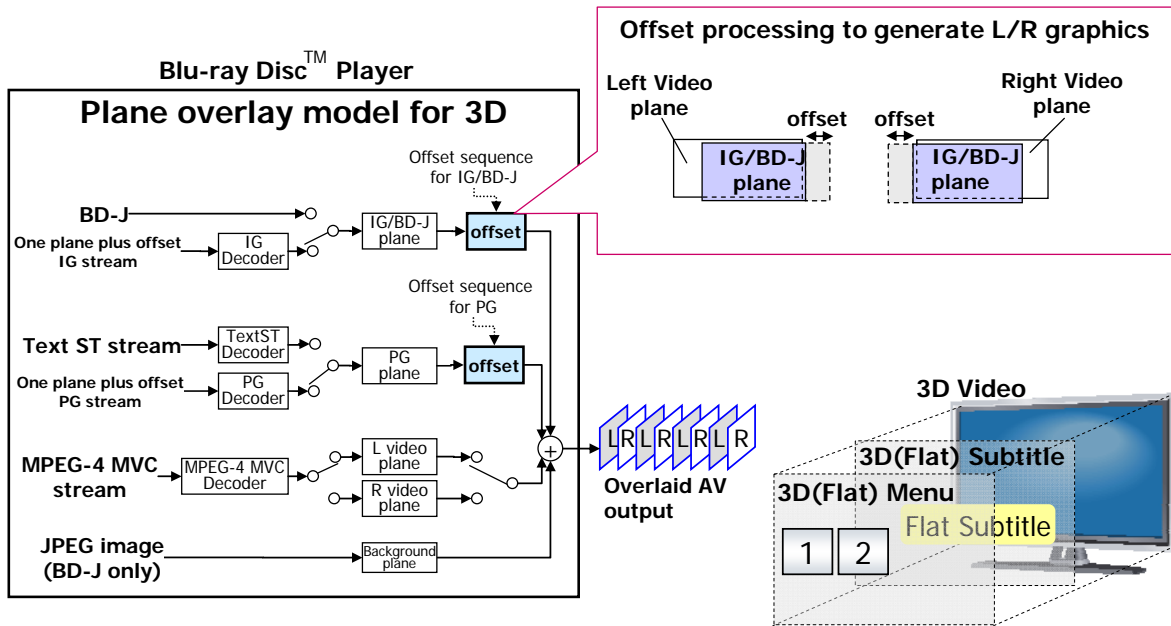 Blu-ray Disc™ Player
Plane overlay model for 3D
Offset sequence
for IG/BD-J
BD-J
One plane plus offset
IG stream
IG
Decoder
IG/BD-J
plane
offset
Offset sequence
for PG
Text ST stream
TextST
Decoder
One plane plus offset
PG stream
PG
Decoder
PG
plane
offset
MPEG-4 MVC
stream
MPEG-4 MVC
Decoder
L video
plane
R video
plane
JPEG image
(BD-J only)
Background
plane
+
L R L R L R L R
Overlaid AV
output
Offset processing to generate L/R graphics
Left Video
plane
offset
IG/BD-J
plane
Right Video
plane
offset
IG/BD-J
plane
3D Video
3D(Flat) Subtitle
3D(Flat) Menu
Flat Subtitle
1 2